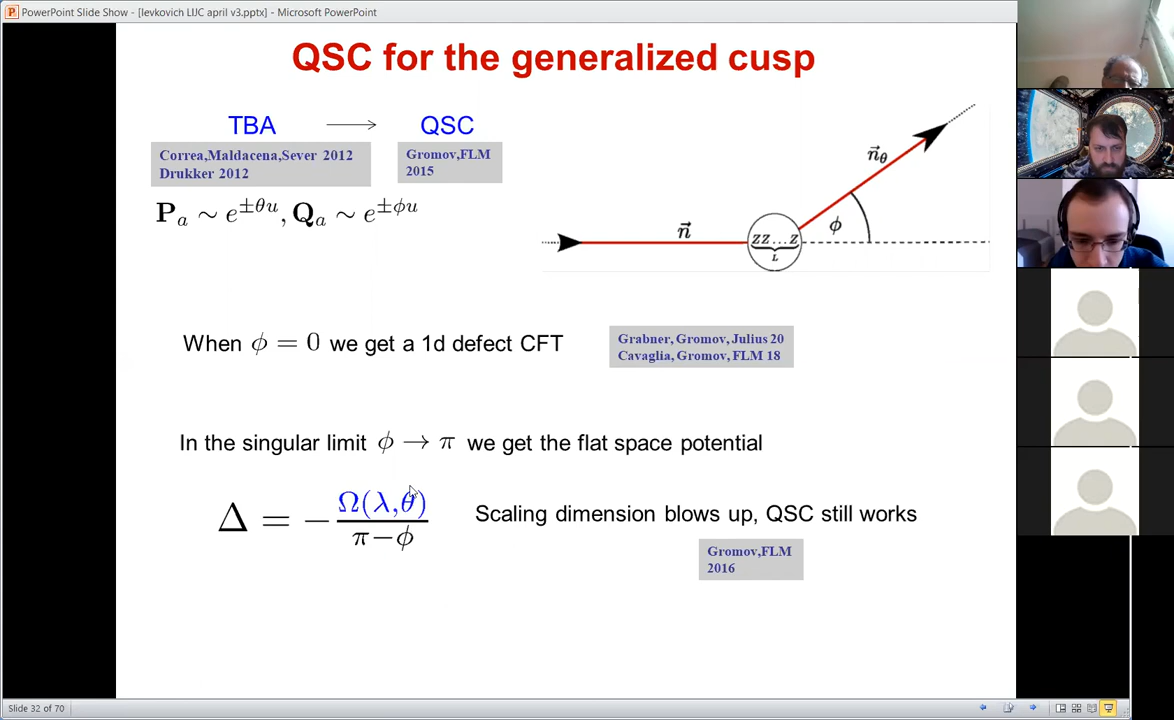 PowerPoint Slide Show - [levkovich LIJC april v3.pptx] - Microsoft PowerPoint
QSC for the generalized cusp
TBA → QSC
Correa,Maldacena,Sever 2012
Drukker 2012
Gromov,FLM
2015
P_a ∼ e^{±θu}, Q_a ∼ e^{±ϕu}
n⃗
n⃗_θ
ϕ
ZZ...Z
L
When ϕ = 0 we get a 1d defect CFT
Grabner, Gromov, Julius 20
Cavaglia, Gromov, FLM 18
In the singular limit ϕ → π we get the flat space potential
Δ = − Ω(λ,θ) / π−ϕ
Scaling dimension blows up, QSC still works
Gromov,FLM
2016
Slide 32 of 70